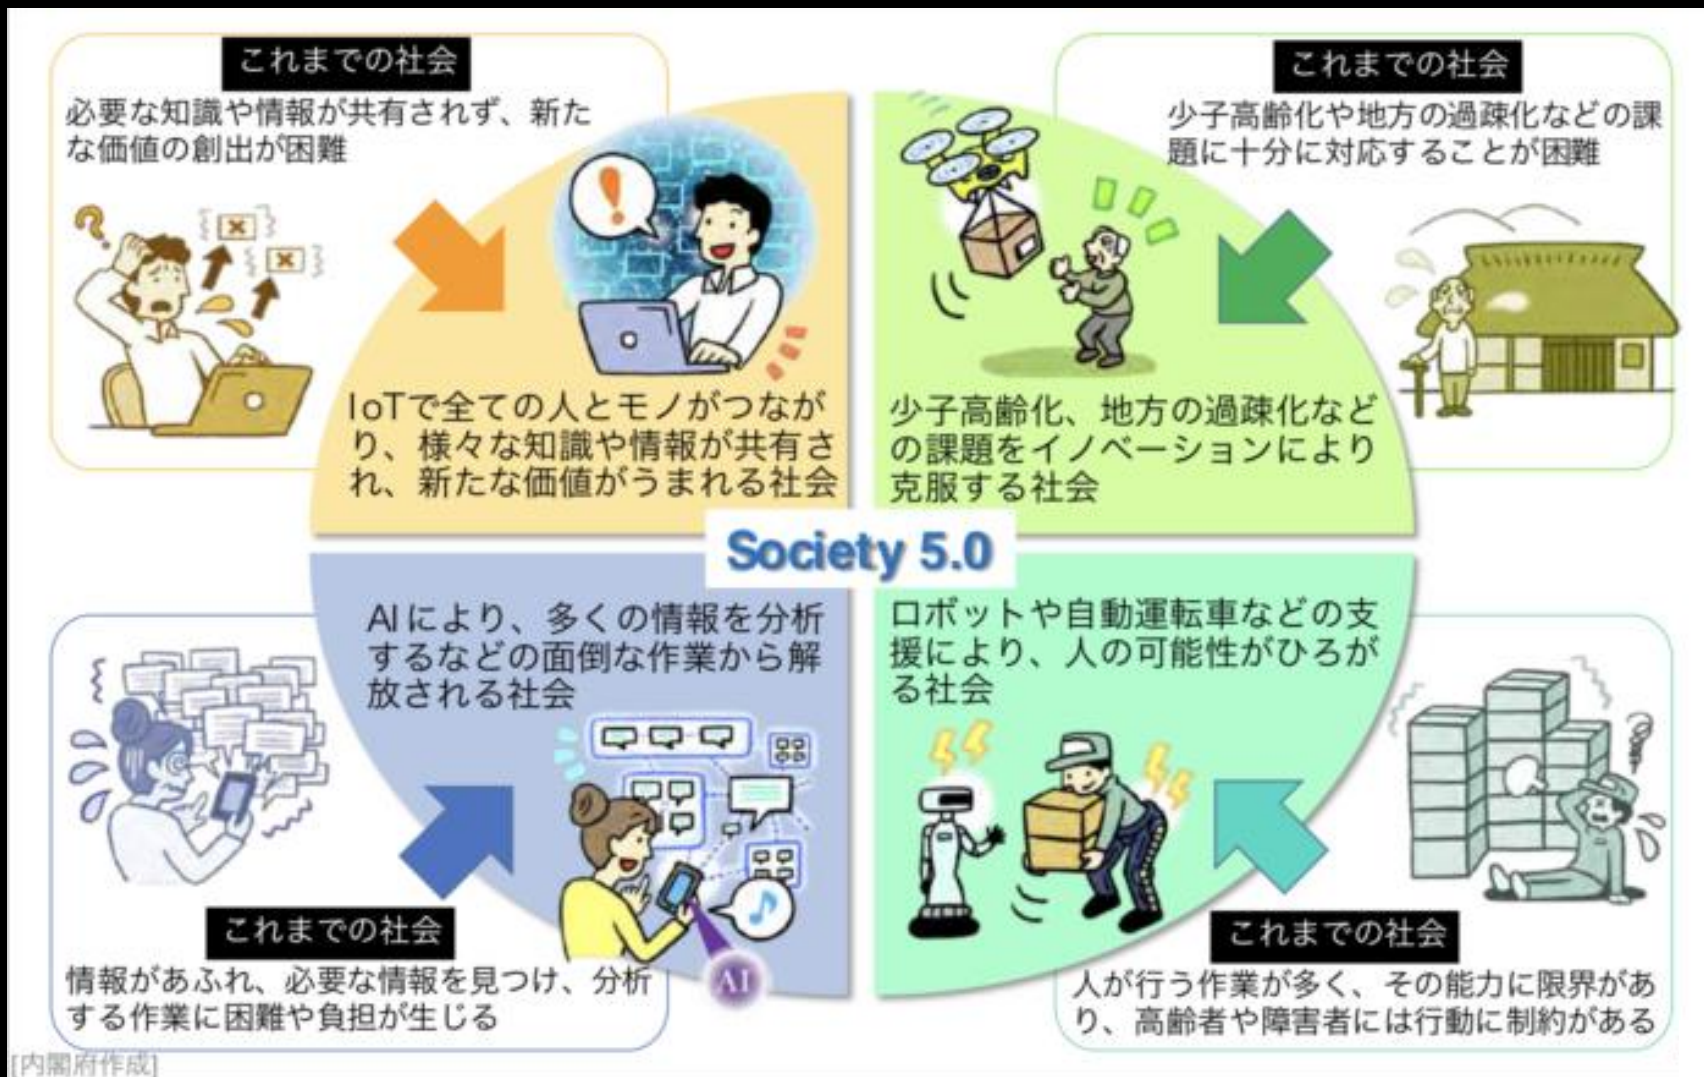 これまでの社会
必要な知識や情報が共有されず、新た
な価値の創出が困難
IoTで全ての人とモノがつなが
り、様々な知識や情報が共有さ
れ、新たな価値がうまれる社会
これまでの社会
少子高齢化や地方の過疎化などの課
題に十分に対応することが困難
少子高齢化、地方の過疎化など
の課題をイノベーションにより
克服する社会
Society 5.0
AIにより、多くの情報を分析
するなどの面倒な作業から解
放される社会
AI
これまでの社会
情報があふれ、必要な情報を見つけ、分析
する作業に困難や負担が生じる
ロボットや自動運転車などの支
援により、人の可能性がひろが
る社会
これまでの社会
人が行う作業が多く、その能力に限界があ
り、高齢者や障害者には行動に制約がある
[内閣府作成]